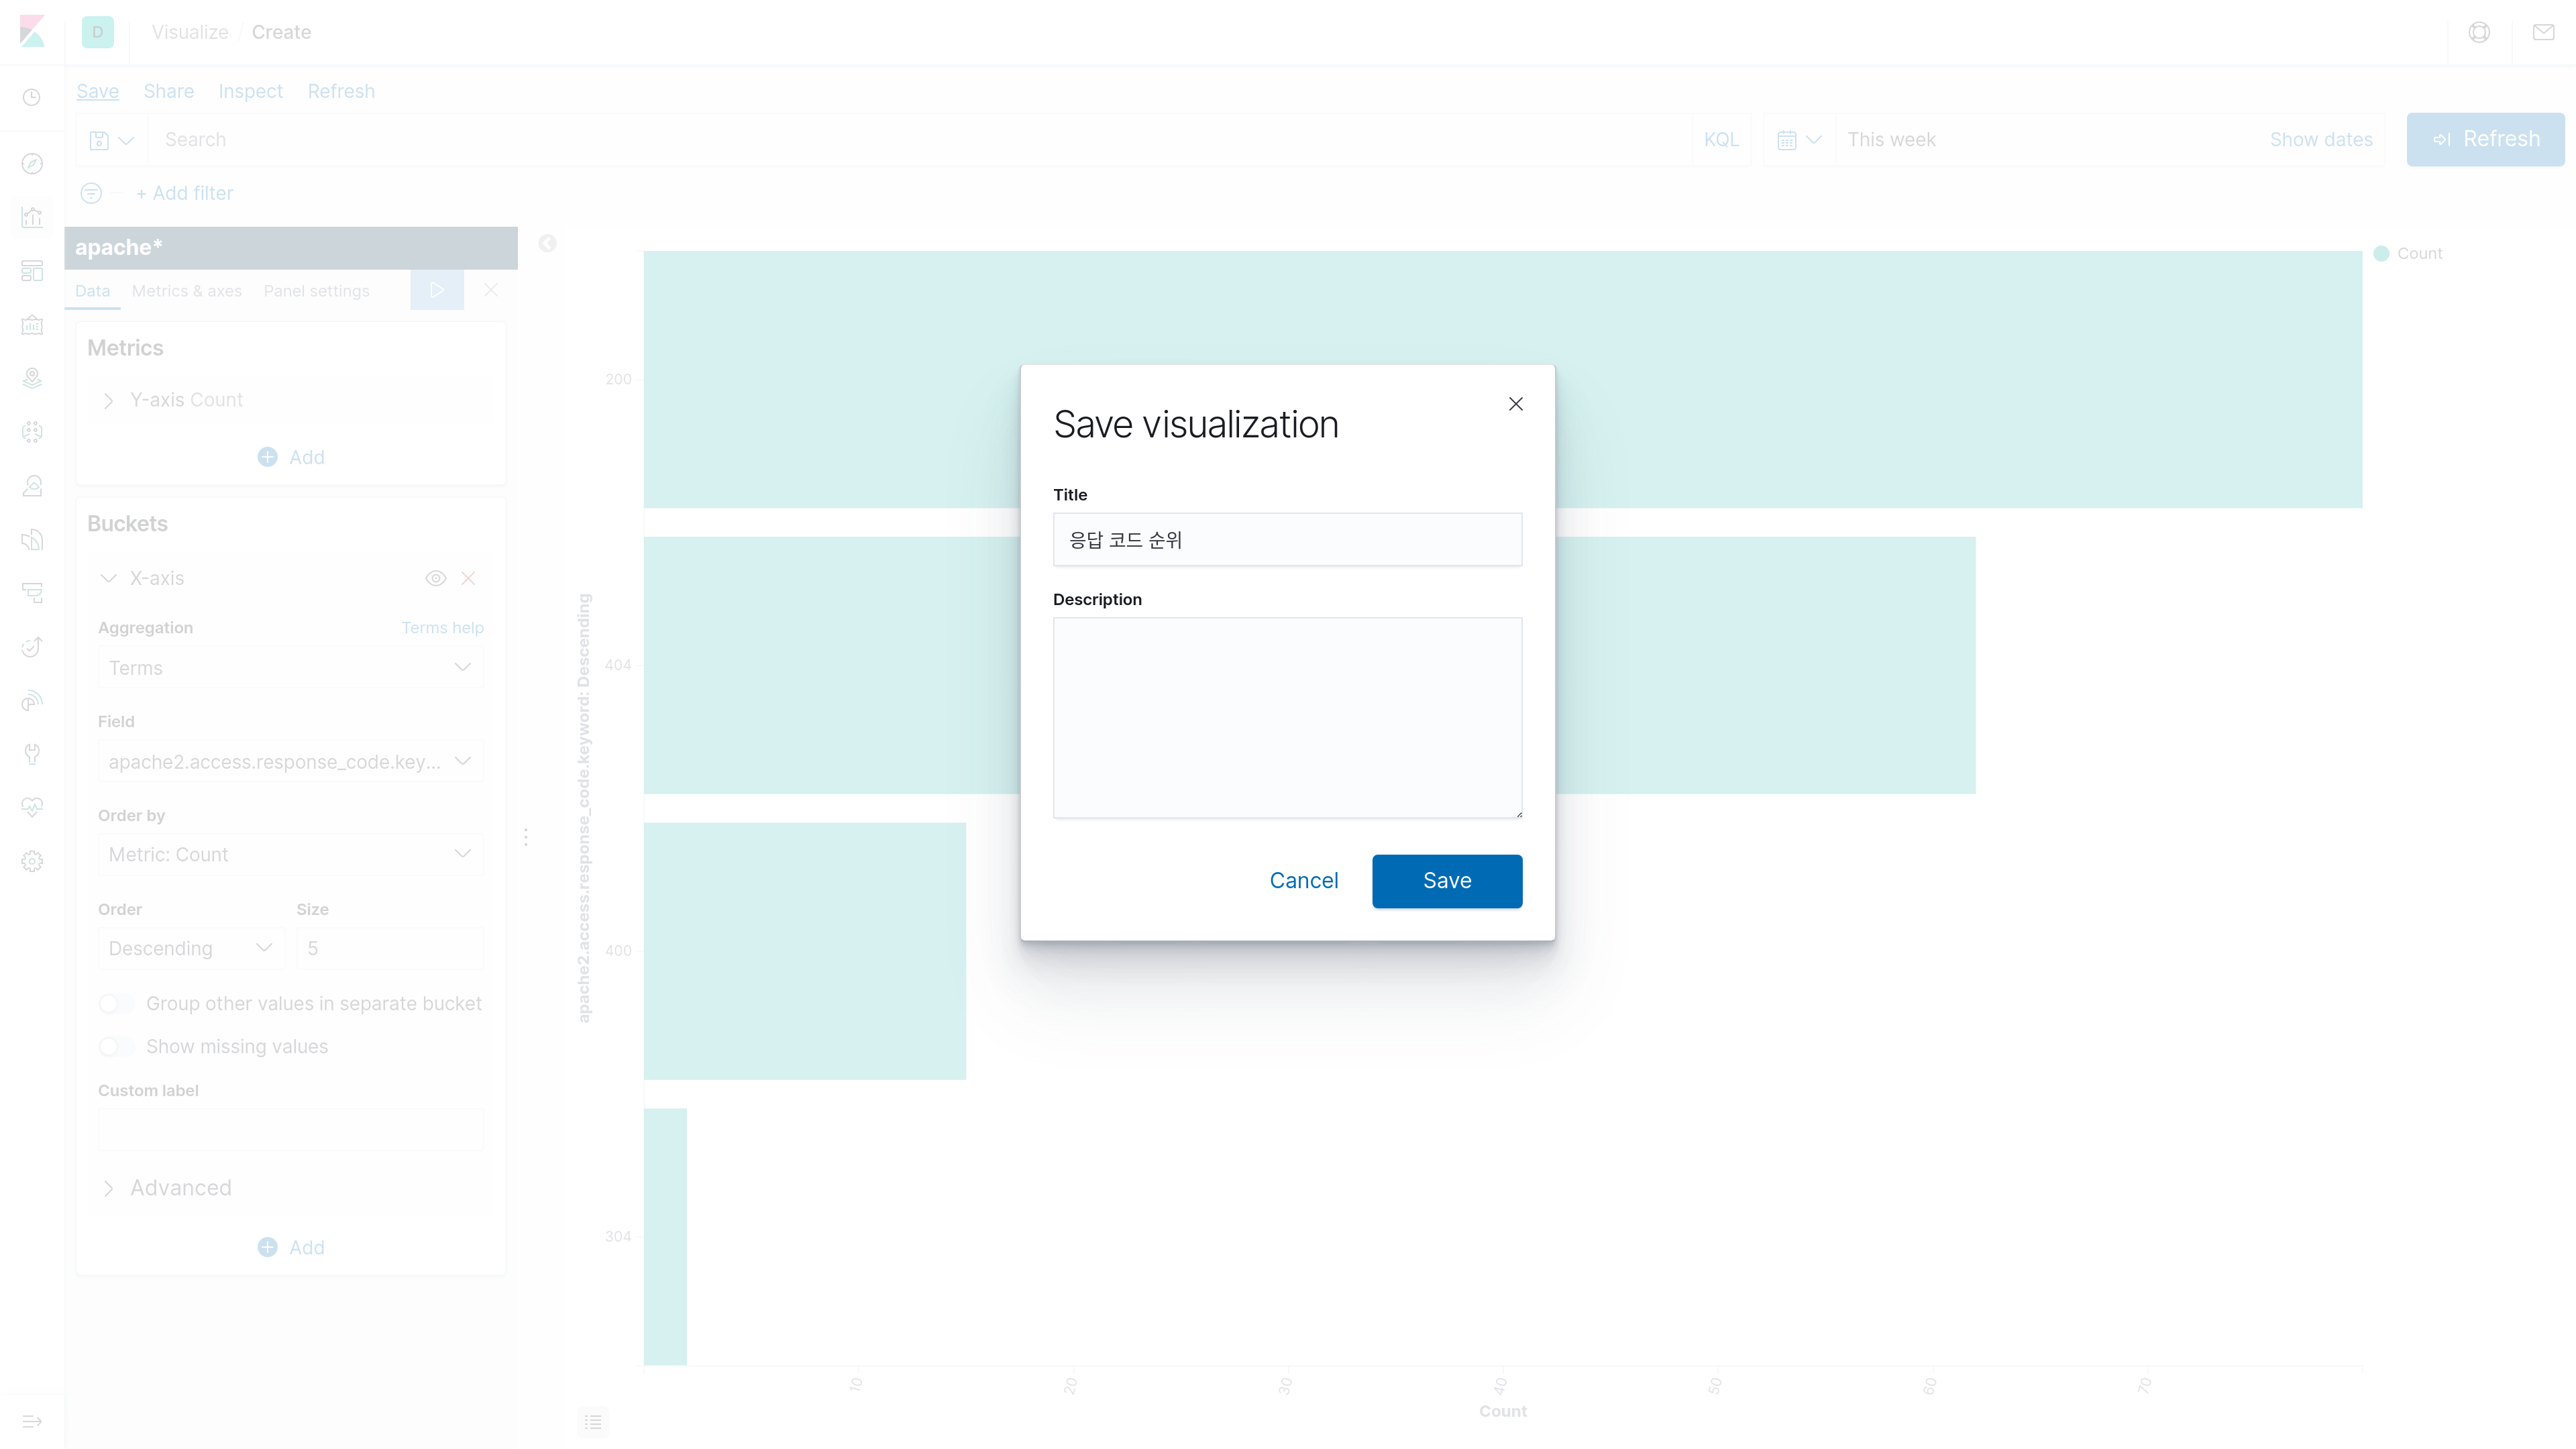 D
Visualize / Create
Save Share Inspect Refresh
Search
KQL
This week
Show dates
Refresh
+ Add filter
apache*
Data Metrics & axes Panel settings
Metrics
Y-axis Count
Add
Buckets
X-axis
Aggregation
Terms help
Terms
Field
apache2.access.response_code.key...
Order by
Metric: Count
Order
Size
Descending
5
Group other values in separate bucket
Show missing values
Custom label
Advanced
Add
apache2.access.response_code.keyword: Descending
200
404
400
304
10
20
30
40
50
60
70
Count
Count
Save visualization
Title
응답 코드 순위
Description
Cancel
Save